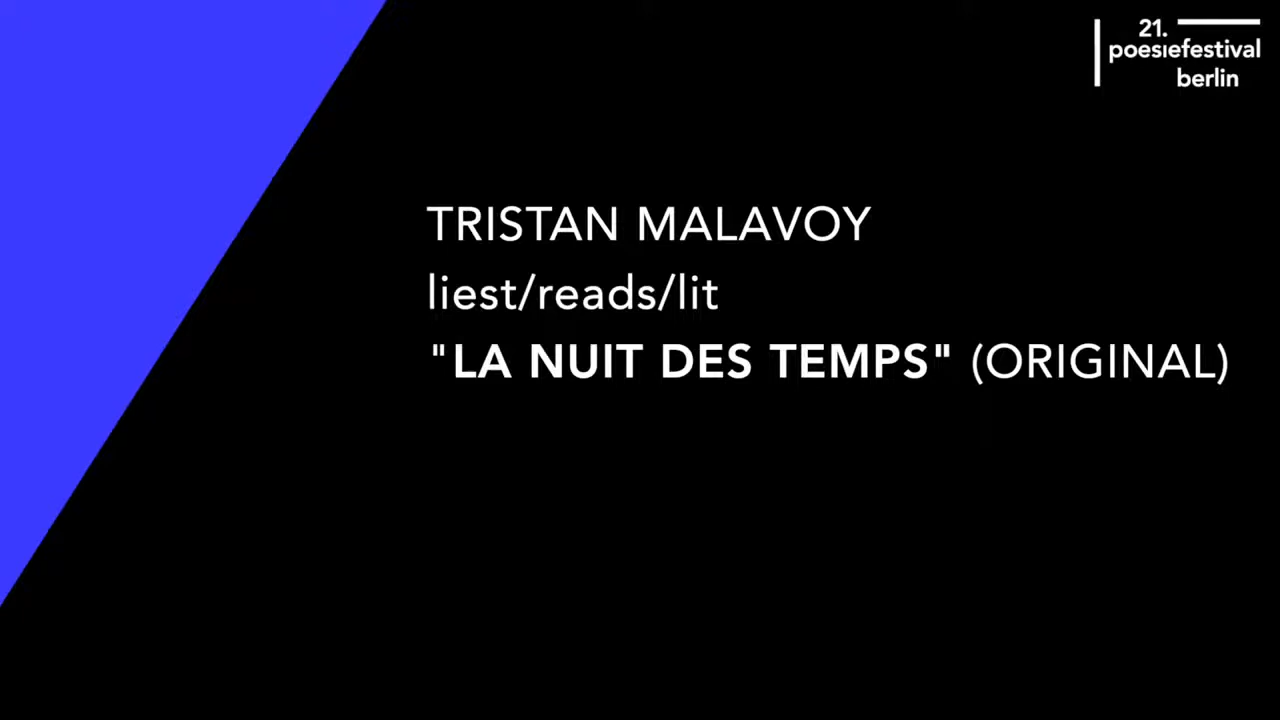 21.
poesiefestival
berlin
TRISTAN MALAVOY
liest/reads/lit
"LA NUIT DES TEMPS" (ORIGINAL)